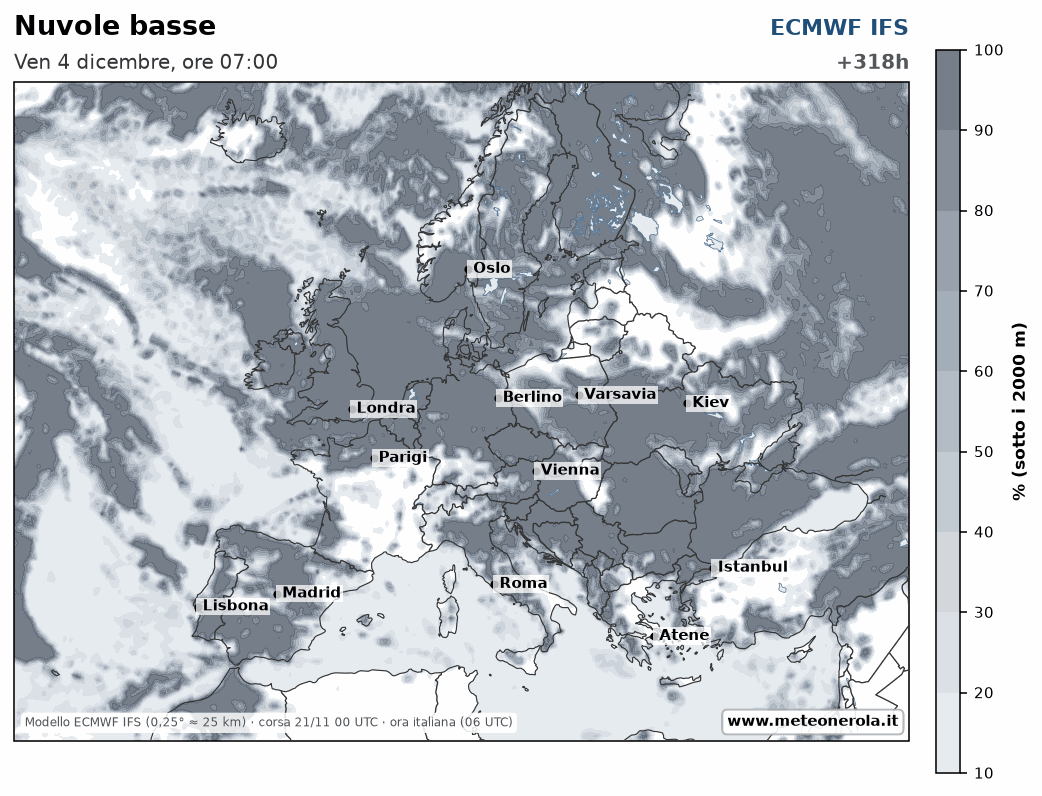 Nuvole basse
ECMWF IFS
Ven 4 dicembre, ore 07:00
+318h
Oslo
Londra
Berlino
Varsavia
Kiev
Parigi
Vienna
Lisbona
Madrid
Roma
Istanbul
Atene
Modello ECMWF IFS (0,25° ≈ 25 km) · corsa 21/11 00 UTC · ora italiana (06 UTC)
www.meteonerola.it
100
90
80
70
60
50
40
30
20
10
% (sotto i 2000 m)